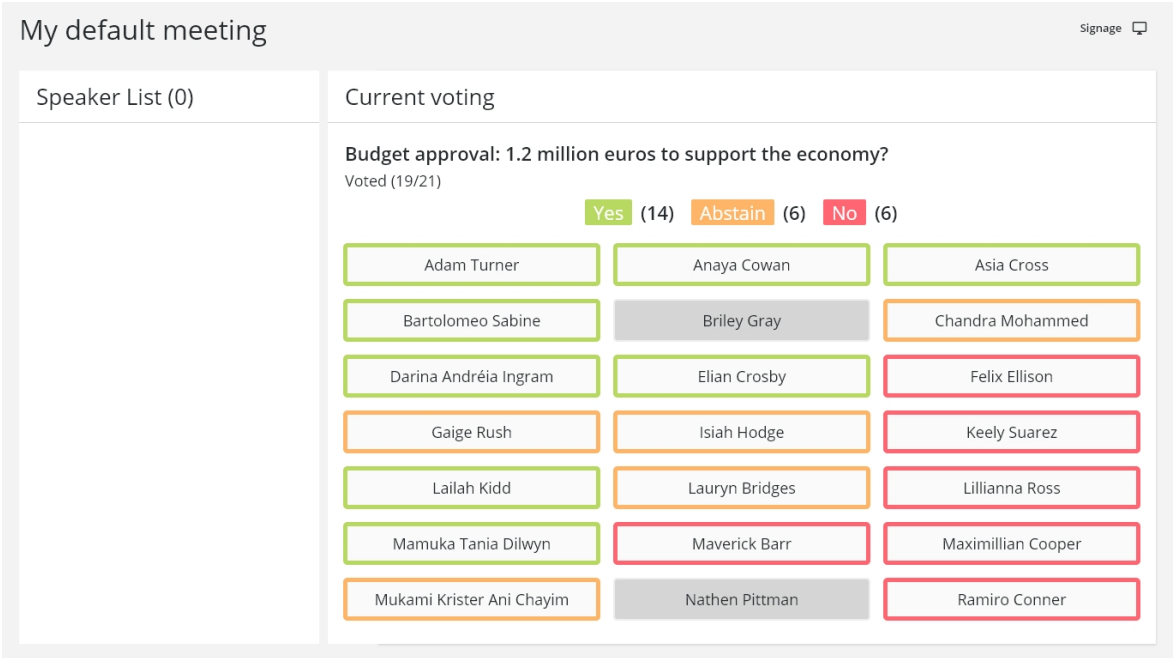 My default meeting
Signage
Speaker List (0)
Current voting
Budget approval: 1.2 million euros to support the economy?
Voted (19/21)
Yes (14) Abstain (6) No (6)
Adam Turner Anaya Cowan Asia Cross
Bartolomeo Sabine Briley Gray Chandra Mohammed
Darina Andréia Ingram Elian Crosby Felix Ellison
Gaige Rush Isiah Hodge Keely Suarez
Lailah Kidd Lauryn Bridges Lillianna Ross
Mamuka Tania Dilwyn Maverick Barr Maximillian Cooper
Mukami Krister Ani Chayim Nathen Pittman Ramiro Conner